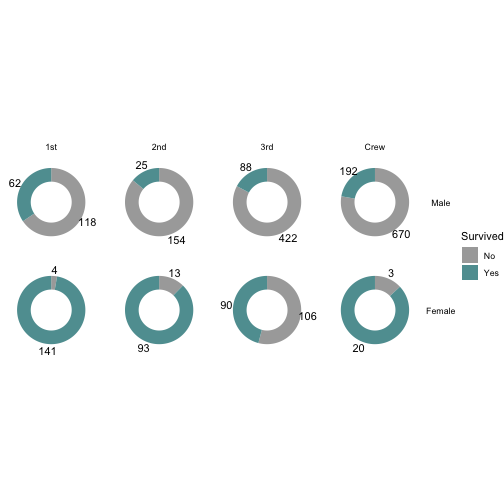 1st 2nd 3rd Crew
62 118 25 154 88 422 192 670 Male
Survived
No
Yes
4 141 13 93 90 106 3 20 Female